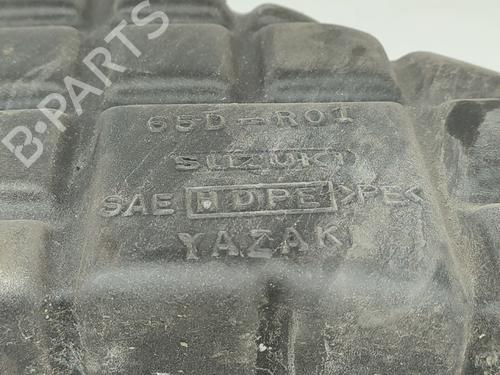 B-PARTS
65D-R01
SUZUKI
SAE HDPE >PE<
YAZAKI